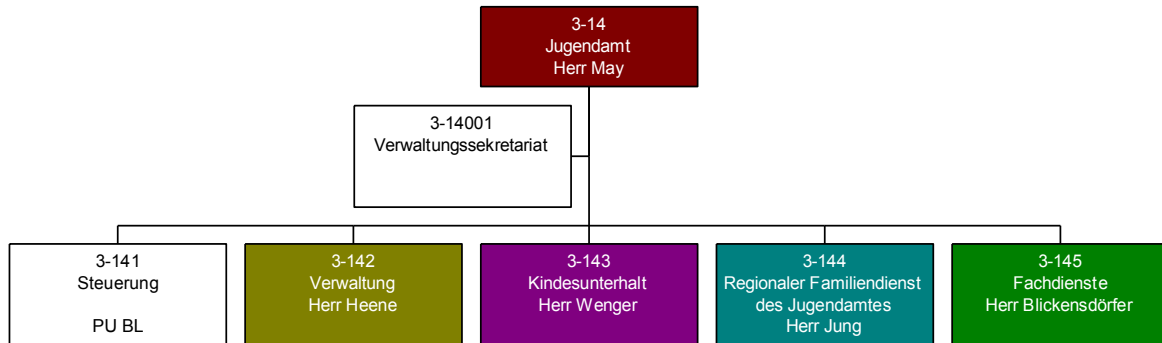 3-14
Jugendamt
Herr May
3-14001
Verwaltungssekretariat
3-141
Steuerung
PU BL
3-142
Verwaltung
Herr Heene
3-143
Kindesunterhalt
Herr Wenger
3-144
Regionaler Familiendienst
des Jugendamtes
Herr Jung
3-145
Fachdienste
Herr Blickensdörfer